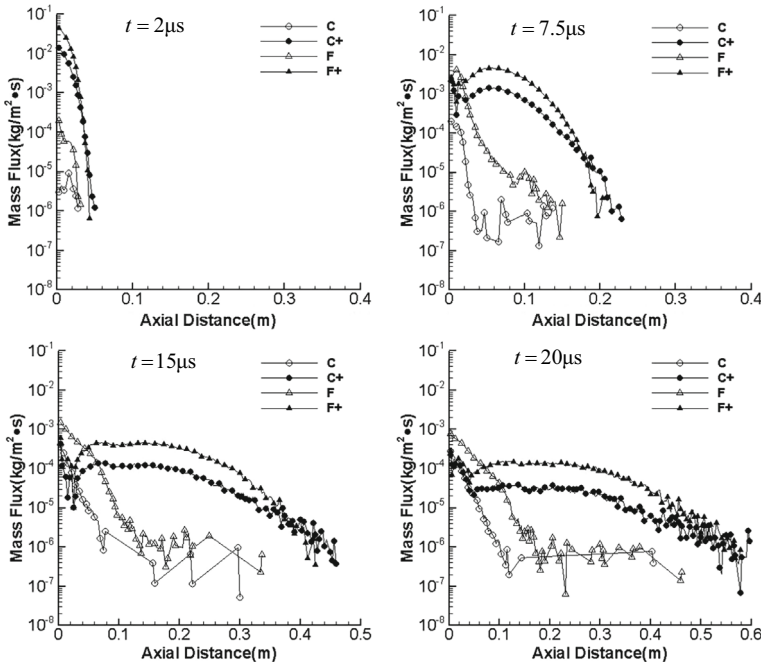 t = 2μs
C
C+
F
F+
10⁻¹
10⁻²
10⁻³
10⁻⁴
10⁻⁵
10⁻⁶
10⁻⁷
10⁻⁸
Mass Flux(kg/m²•s)
0 0.1 0.2 0.3 0.4
Axial Distance(m)
t = 7.5μs
C
C+
F
F+
10⁻¹
10⁻²
10⁻³
10⁻⁴
10⁻⁵
10⁻⁶
10⁻⁷
10⁻⁸
Mass Flux(kg/m²•s)
0 0.1 0.2 0.3 0.4
Axial Distance(m)
t = 15μs
C
C+
F
F+
10⁻¹
10⁻²
10⁻³
10⁻⁴
10⁻⁵
10⁻⁶
10⁻⁷
10⁻⁸
Mass Flux(kg/m²•s)
0 0.1 0.2 0.3 0.4 0.5
Axial Distance(m)
t = 20μs
C
C+
F
F+
10⁻¹
10⁻²
10⁻³
10⁻⁴
10⁻⁵
10⁻⁶
10⁻⁷
10⁻⁸
Mass Flux(kg/m²•s)
0 0.1 0.2 0.3 0.4 0.5 0.6
Axial Distance(m)